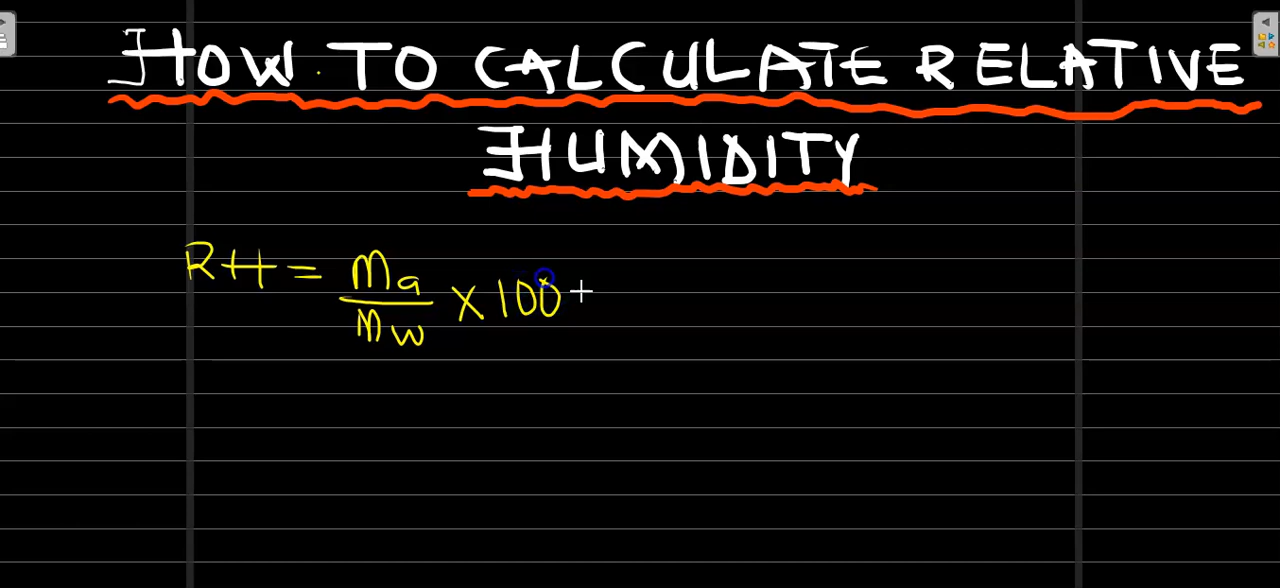 HOW TO CALCULATE RELATIVE
HUMIDITY
RH = Ma/Mw × 100